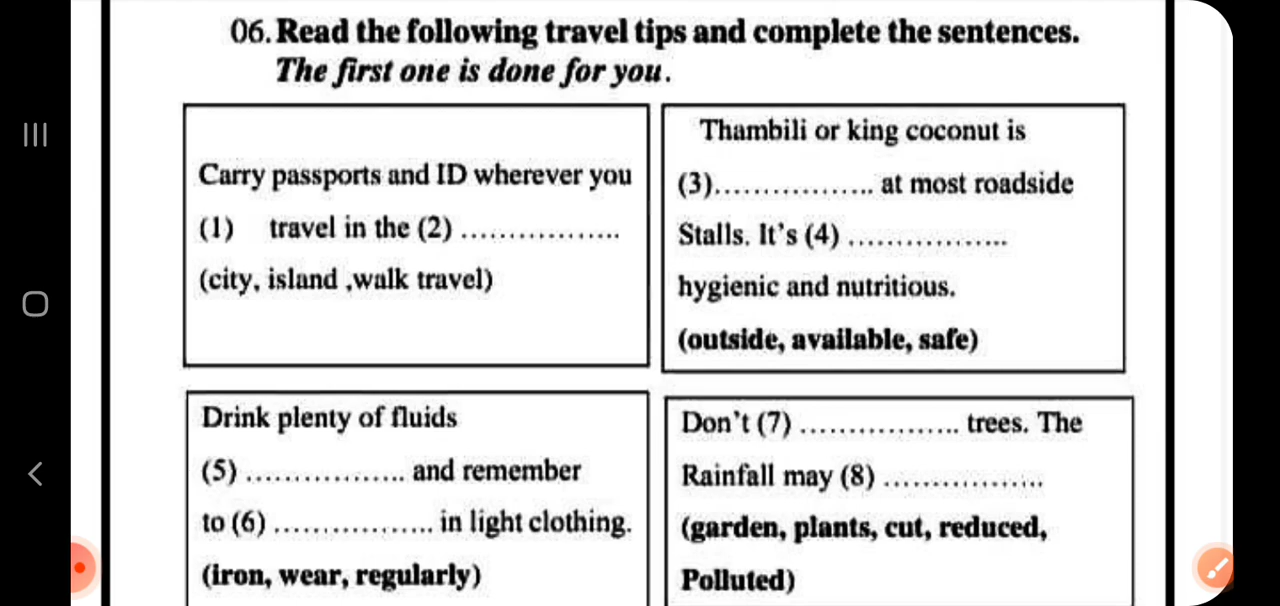 06. Read the following travel tips and complete the sentences.
The first one is done for you.
Carry passports and ID wherever you
(1) travel in the (2) ..................
(city, island ,walk travel)
Thambili or king coconut is
(3)................. at most roadside
Stalls. It's (4) .................
hygienic and nutritious.
(outside, available, safe)
Drink plenty of fluids
(5) ................. and remember
to (6) ................. in light clothing.
(iron, wear, regularly)
Don't (7) ................. trees. The
Rainfall may (8) .................
(garden, plants, cut, reduced,
Polluted)